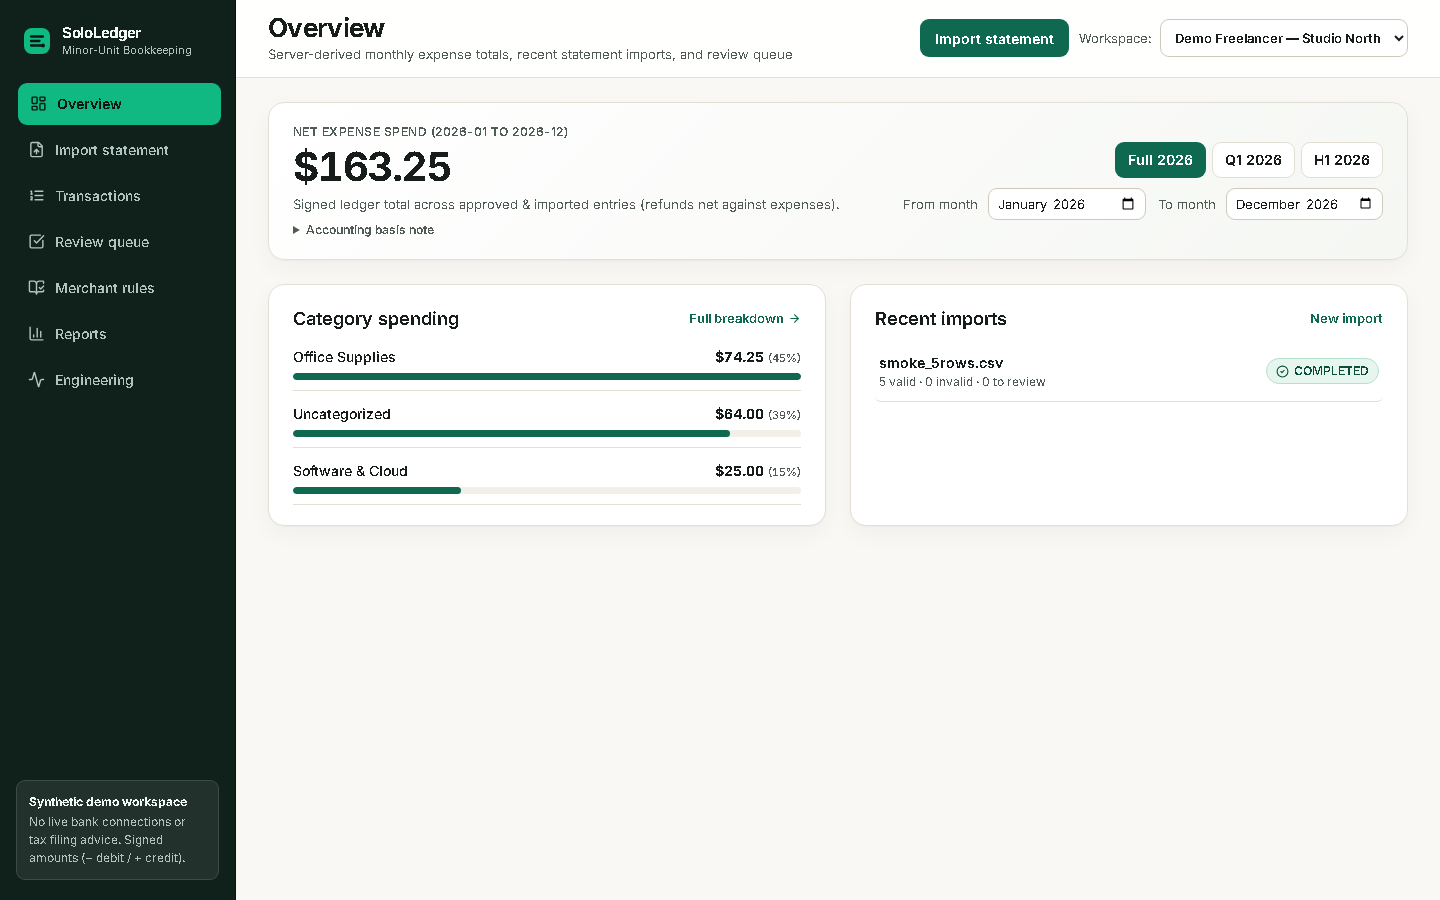 SoloLedger
Minor-Unit Bookkeeping
Overview
Import statement
Transactions
Review queue
Merchant rules
Reports
Engineering
Synthetic demo workspace
No live bank connections or
tax filing advice. Signed
amounts (− debit / + credit).
Overview
Server-derived monthly expense totals, recent statement imports, and review queue
Import statement
Workspace:
Demo Freelancer — Studio North
NET EXPENSE SPEND (2026-01 TO 2026-12)
$163.25
Signed ledger total across approved & imported entries (refunds net against expenses).
Accounting basis note
Full 2026
Q1 2026
H1 2026
From month
January 2026
To month
December 2026
Category spending
Full breakdown →
Office Supplies
$74.25 (45%)
Uncategorized
$64.00 (39%)
Software & Cloud
$25.00 (15%)
Recent imports
New import
smoke_5rows.csv
5 valid · 0 invalid · 0 to review
COMPLETED